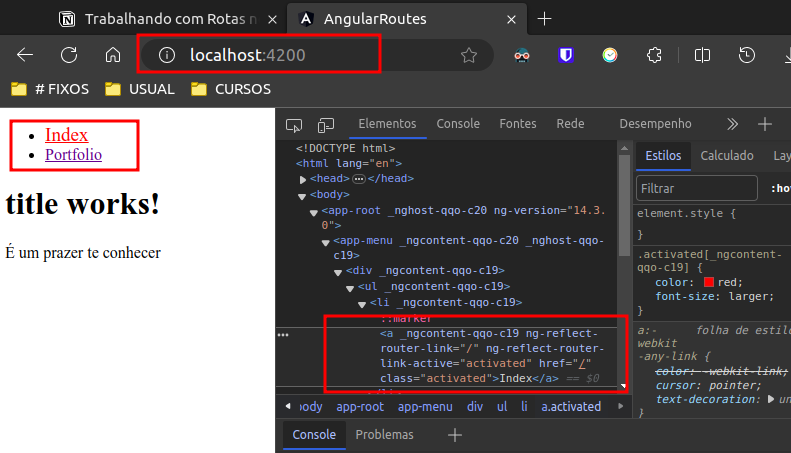 Trabalhando com Rotas n
AngularRoutes
localhost:4200
# FIXOS
USUAL
CURSOS
Index
Portfolio
title works!
É um prazer te conhecer
Elementos
Console
Fontes
Rede
Desempenho
<!DOCTYPE html>
<html lang="en">
<head> </head>
<body>
<app-root _nghost-qqo-c20 ng-version="14.3.
0">
<app-menu _ngcontent-qqo-c20 _nghost-qqo-
c19>
<div _ngcontent-qqo-c19>
<ul _ngcontent-qqo-c19>
<li _ngcontent-qqo-c19>
::marker
<a _ngcontent-qqo-c19 ng-reflect-
router-link="/" ng-reflect-router-
link-active="activated" href="/"
class="activated">Index</a> == $0
body
app-root
app-menu
div
ul
li
a.activated
Estilos
Calculado
Lay
Filtrar
:ho
element.style {
}
.activated[_ngcontent-
qqo-c19] {
color: red;
font-size: larger;
}
a:-
folha de estilo
webkit
-any-link {
color: -webkit-link;
cursor: pointer;
text-decoration: un
}
Console
Problemas